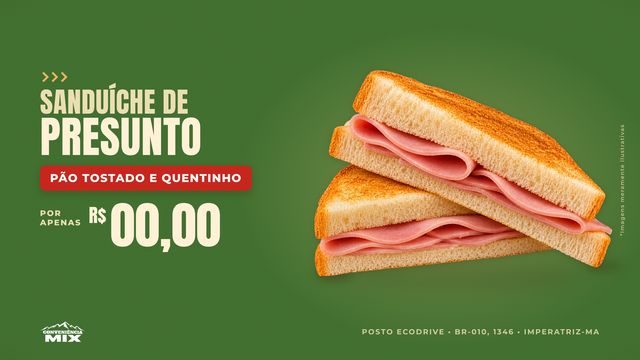 >>>
SANDUÍCHE DE
PRESUNTO
PÃO TOSTADO E QUENTINHO
POR
APENAS
R$ 00,00
*imagens meramente ilustrativas
CONVENIÊNCIA
MIX
POSTO ECODRIVE • BR-010, 1346 • IMPERATRIZ-MA